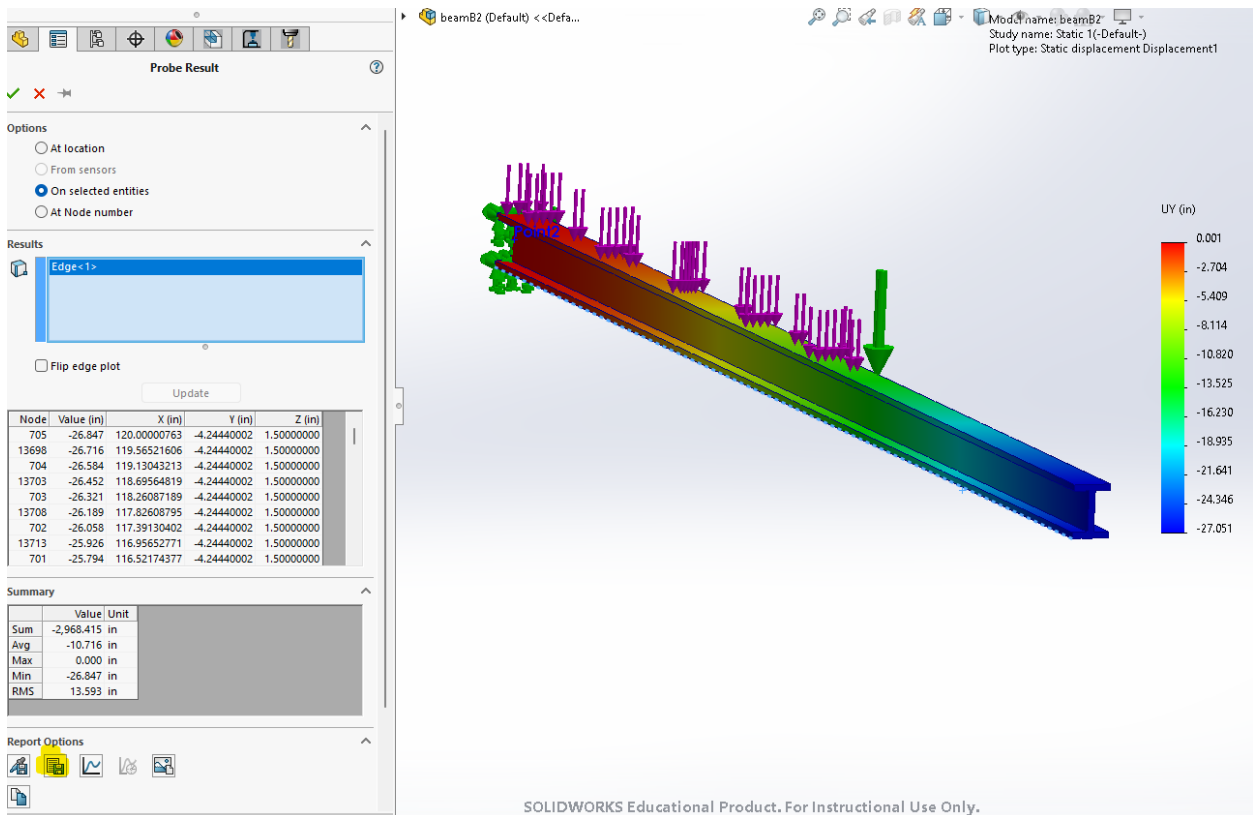 beamB2 (Default) <<Defa...
Model name: beamB2
Study name: Static 1(-Default-)
Plot type: Static displacement Displacement1
Probe Result
Options
At location
From sensors
On selected entities
At Node number
Results
Edge<1>
Flip edge plot
Update
Node Value (in) X (in) Y (in) Z (in)
705 -26.847 120.00000763 -4.24440002 1.50000000
13698 -26.716 119.56521606 -4.24440002 1.50000000
704 -26.584 119.13043213 -4.24440002 1.50000000
13703 -26.452 118.69564819 -4.24440002 1.50000000
703 -26.321 118.26087189 -4.24440002 1.50000000
13708 -26.189 117.82608795 -4.24440002 1.50000000
702 -26.058 117.39130402 -4.24440002 1.50000000
13713 -25.926 116.95652771 -4.24440002 1.50000000
701 -25.794 116.52174377 -4.24440002 1.50000000
Summary
Value Unit
Sum -2,968.415 in
Avg -10.716 in
Max 0.000 in
Min -26.847 in
RMS 13.593 in
Report Options
Point2
UY (in)
0.001
-2.704
-5.409
-8.114
-10.820
-13.525
-16.230
-18.935
-21.641
-24.346
-27.051
SOLIDWORKS Educational Product. For Instructional Use Only.